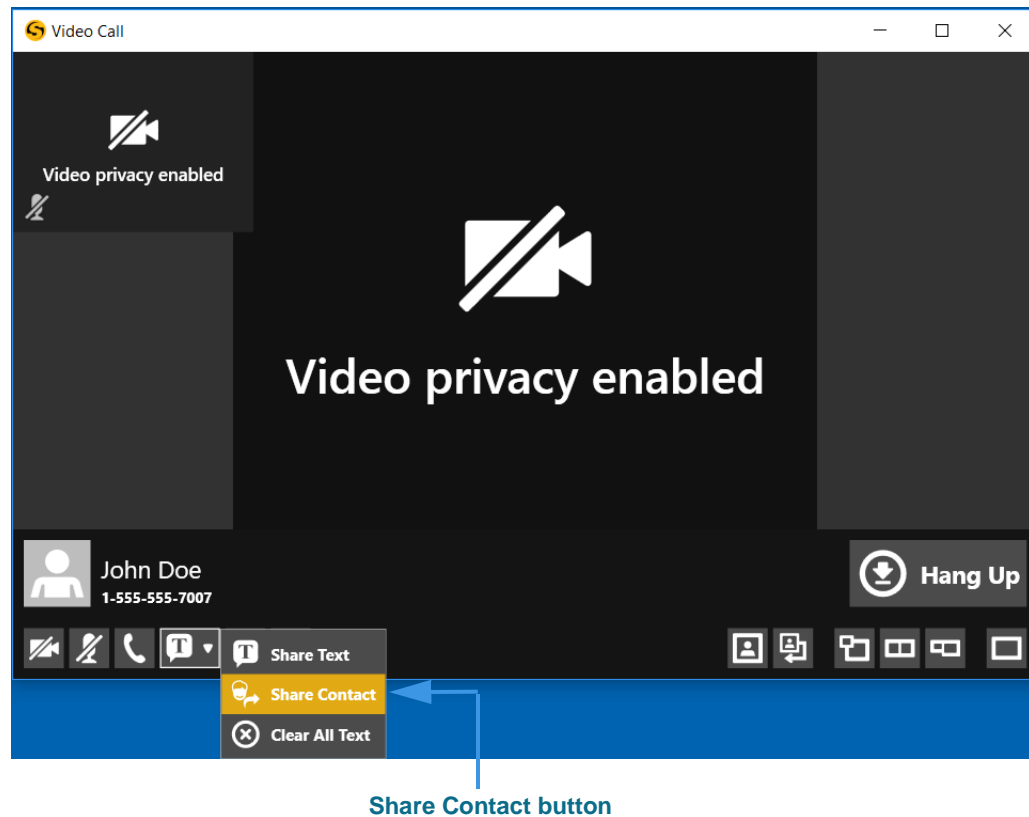 Video Call
Video privacy enabled
Video privacy enabled
John Doe
1-555-555-7007
Hang Up
T
T Share Text
Share Contact
Clear All Text
Share Contact button